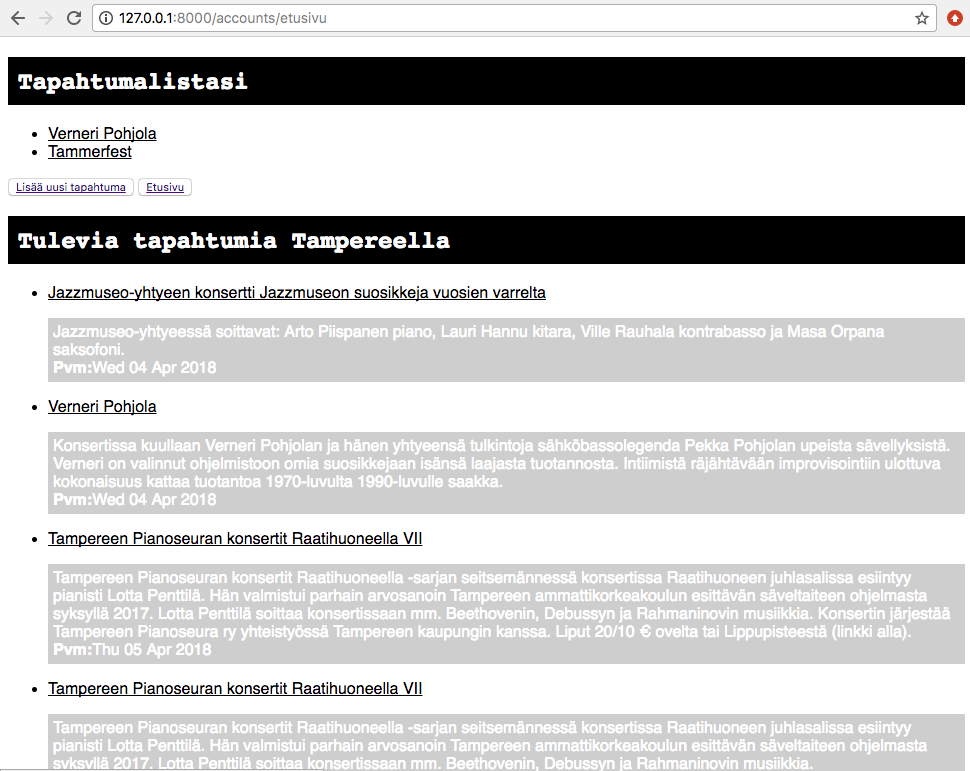 127.0.0.1:8000/accounts/etusivu
Tapahtumalistasi
Verneri Pohjola
Tammerfest
Lisää uusi tapahtuma Etusivu
Tulevia tapahtumia Tampereella
Jazzmuseo-yhtyeen konsertti Jazzmuseon suosikkeja vuosien varrelta
Jazzmuseo-yhtyeessä soittavat: Arto Piispanen piano, Lauri Hannu kitara, Ville Rauhala kontrabasso ja Masa Orpana
saksofoni.
Pvm:Wed 04 Apr 2018
Verneri Pohjola
Konsertissa kuullaan Verneri Pohjolan ja hänen yhtyeensä tulkintoja sähköbassolegenda Pekka Pohjolan upeista sävellyksistä.
Verneri on valinnut ohjelmistoon omia suosikkejaan isänsä laajasta tuotannosta. Intiimistä räjähtävään improvisointiin ulottuva
kokonaisuus kattaa tuotantoa 1970-luvulta 1990-luvulle saakka.
Pvm:Wed 04 Apr 2018
Tampereen Pianoseuran konsertit Raatihuoneella VII
Tampereen Pianoseuran konsertit Raatihuoneella -sarjan seitsemännessä konsertissa Raatihuoneen juhlasalissa esiintyy
pianisti Lotta Penttilä. Hän valmistui parhain arvosanoin Tampereen ammattikorkeakoulun esittävän säveltaiteen ohjelmasta
syksyllä 2017. Lotta Penttilä soittaa konsertissaan mm. Beethovenin, Debussyn ja Rahmaninovin musiikkia. Konsertin järjestää
Tampereen Pianoseura ry yhteistyössä Tampereen kaupungin kanssa. Liput 20/10 € ovelta tai Lippupisteestä (linkki alla).
Pvm:Thu 05 Apr 2018
Tampereen Pianoseuran konsertit Raatihuoneella VII
Tampereen Pianoseuran konsertit Raatihuoneella -sarjan seitsemännessä konsertissa Raatihuoneen juhlasalissa esiintyy
pianisti Lotta Penttilä. Hän valmistui parhain arvosanoin Tampereen ammattikorkeakoulun esittävän säveltaiteen ohjelmasta
syksyllä 2017. Lotta Penttilä soittaa konsertissaan mm. Beethovenin, Debussyn ja Rahmaninovin musiikkia.